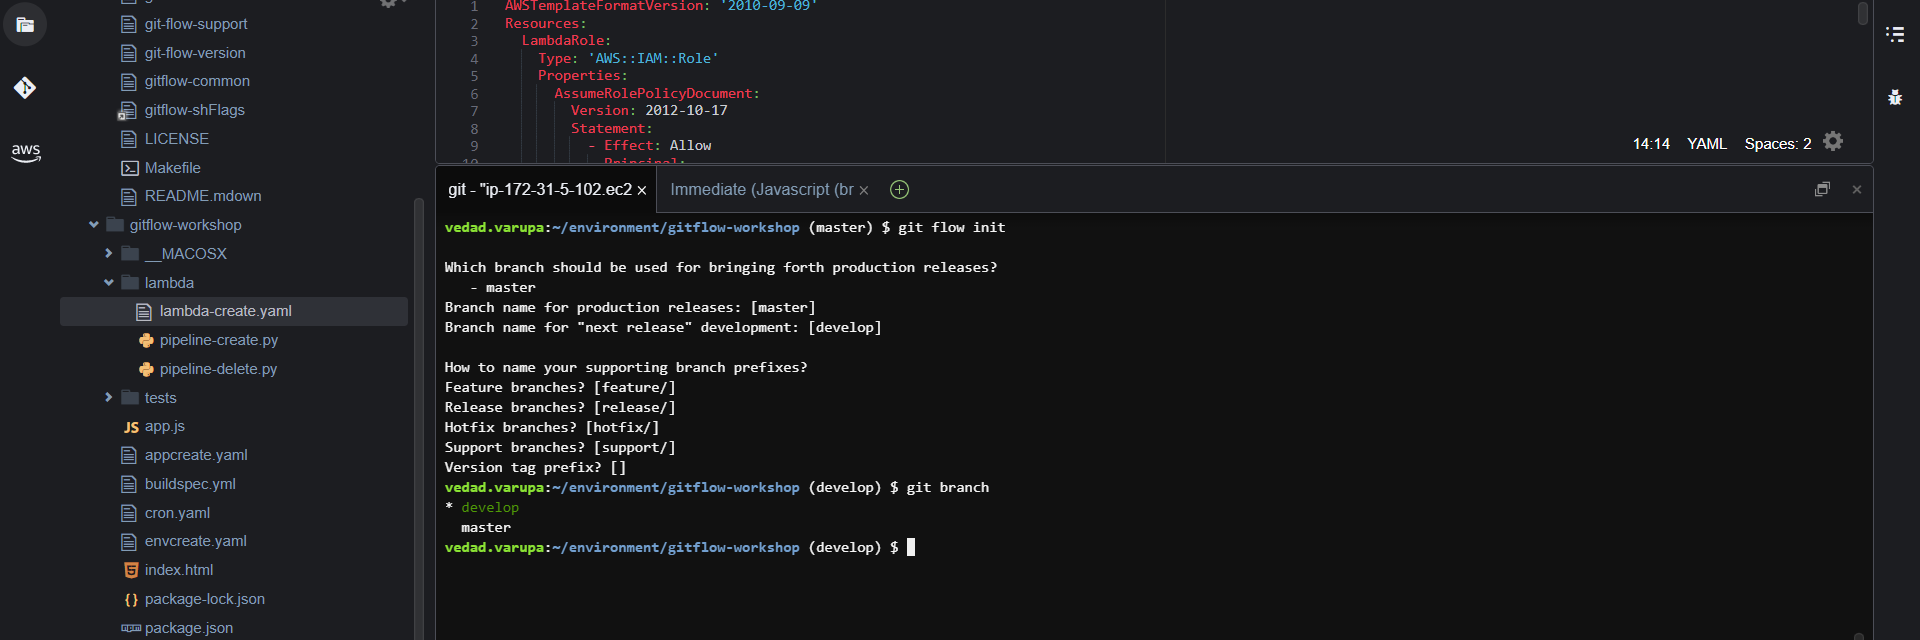 git-flow-support
git-flow-version
gitflow-common
gitflow-shFlags
LICENSE
Makefile
README.mdown
gitflow-workshop
__MACOSX
lambda
lambda-create.yaml
pipeline-create.py
pipeline-delete.py
tests
JS app.js
appcreate.yaml
buildspec.yml
cron.yaml
envcreate.yaml
index.html
{} package-lock.json
package.json
aws
1 AWSTemplateFormatVersion: '2010-09-09'
2 Resources:
3 LambdaRole:
4 Type: 'AWS::IAM::Role'
5 Properties:
6 AssumeRolePolicyDocument:
7 Version: 2012-10-17
8 Statement:
9 - Effect: Allow
10 Principal:
14:14 YAML Spaces: 2
git - "ip-172-31-5-102.ec2 × Immediate (Javascript (br ×
vedad.varupa:~/environment/gitflow-workshop (master) $ git flow init
Which branch should be used for bringing forth production releases?
- master
Branch name for production releases: [master]
Branch name for "next release" development: [develop]
How to name your supporting branch prefixes?
Feature branches? [feature/]
Release branches? [release/]
Hotfix branches? [hotfix/]
Support branches? [support/]
Version tag prefix? []
vedad.varupa:~/environment/gitflow-workshop (develop) $ git branch
* develop
master
vedad.varupa:~/environment/gitflow-workshop (develop) $